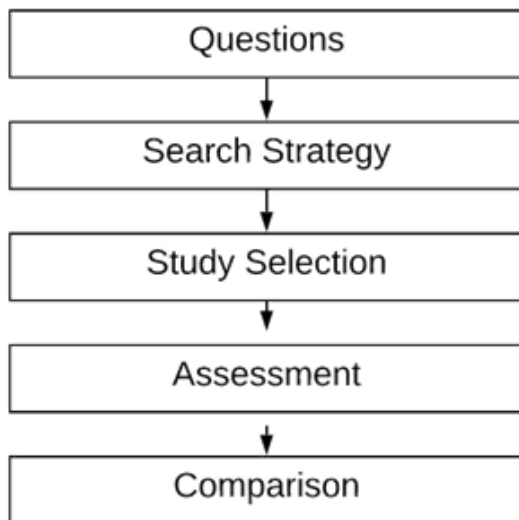 Questions
Search Strategy
Study Selection
Assessment
Comparison